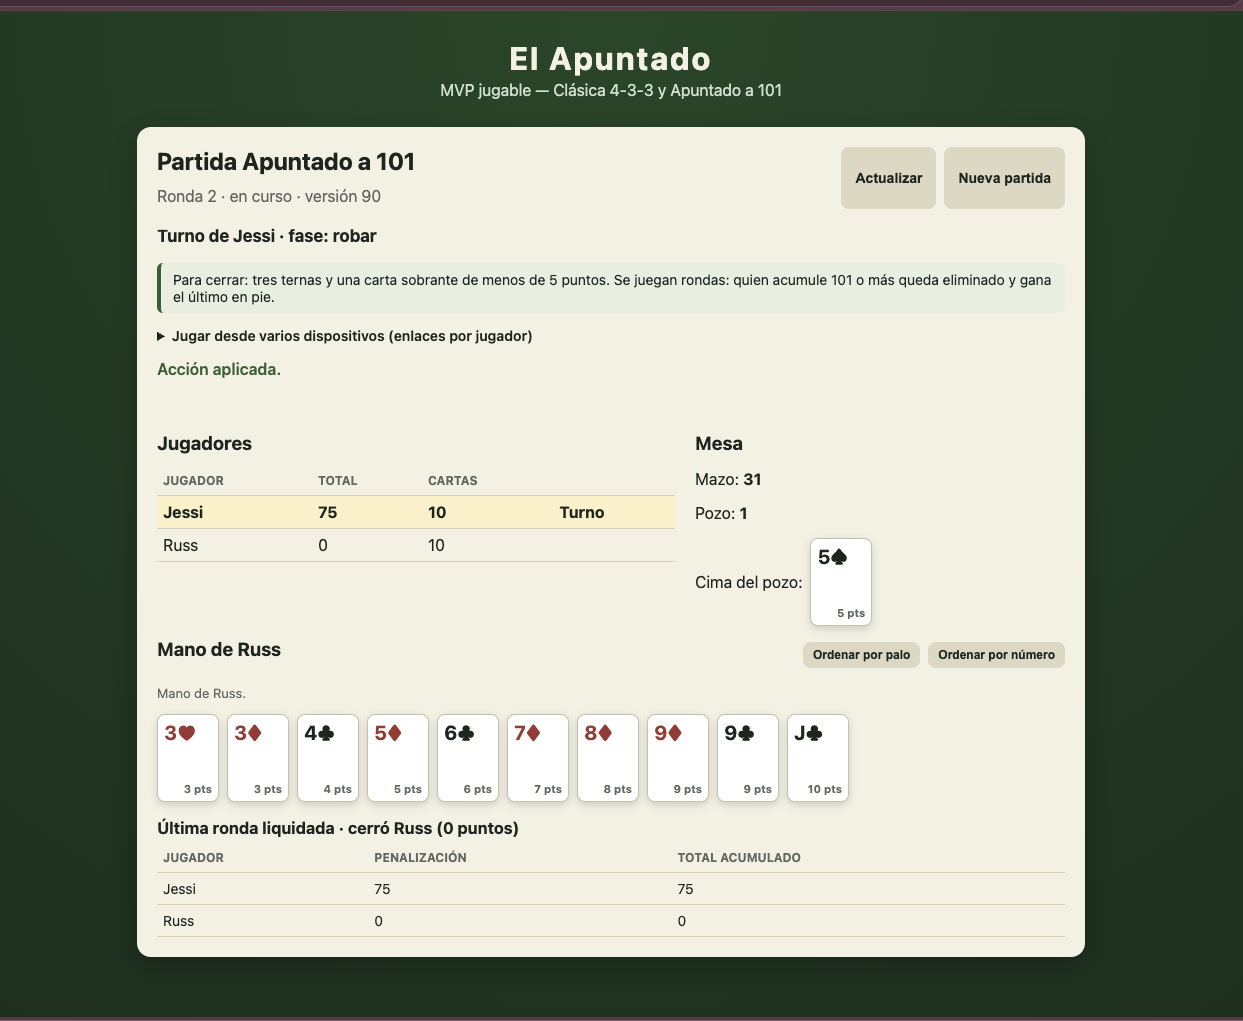 El Apuntado
MVP jugable — Clásica 4-3-3 y Apuntado a 101
Partida Apuntado a 101
Actualizar
Nueva partida
Ronda 2 · en curso · versión 90
Turno de Jessi · fase: robar
Para cerrar: tres ternas y una carta sobrante de menos de 5 puntos. Se juegan rondas: quien acumule 101 o más queda eliminado y gana
el último en pie.
▶ Jugar desde varios dispositivos (enlaces por jugador)
Acción aplicada.
Jugadores
JUGADOR TOTAL CARTAS
Jessi 75 10 Turno
Russ 0 10
Mesa
Mazo: 31
Pozo: 1
Cima del pozo:
5♠
5 pts
Mano de Russ
Ordenar por palo
Ordenar por número
Mano de Russ.
3♥ 3♦ 4♣ 5♦ 6♣ 7♦ 8♦ 9♦ 9♣ J♣
3 pts 3 pts 4 pts 5 pts 6 pts 7 pts 8 pts 9 pts 9 pts 10 pts
Última ronda liquidada · cerró Russ (0 puntos)
JUGADOR PENALIZACIÓN TOTAL ACUMULADO
Jessi 75 75
Russ 0 0